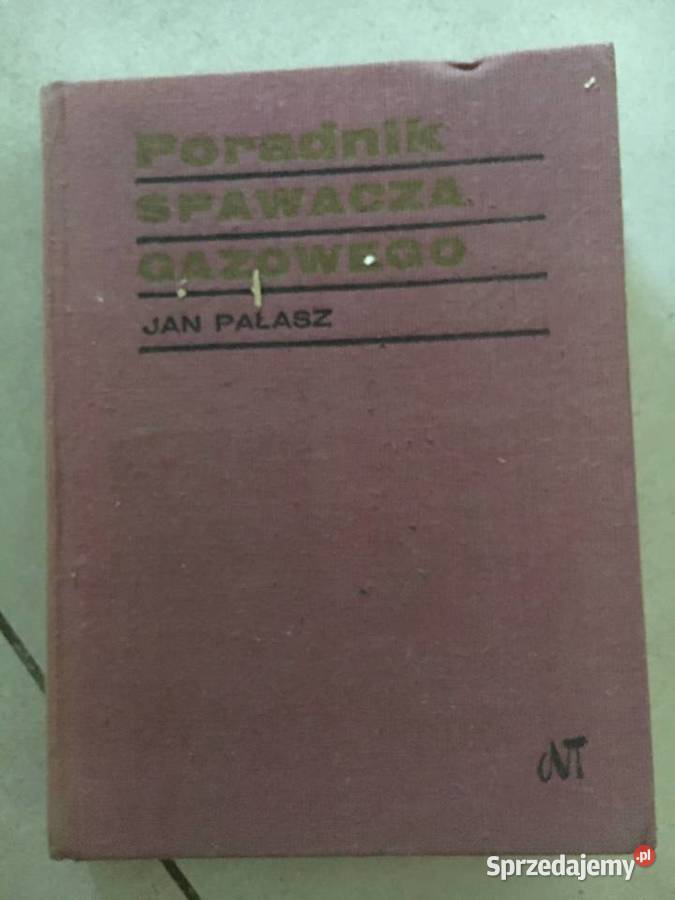 Poradnik
SPAWACZA
GAZOWEGO
JAN PAŁASZ
WNT
Sprzedajemy.pl